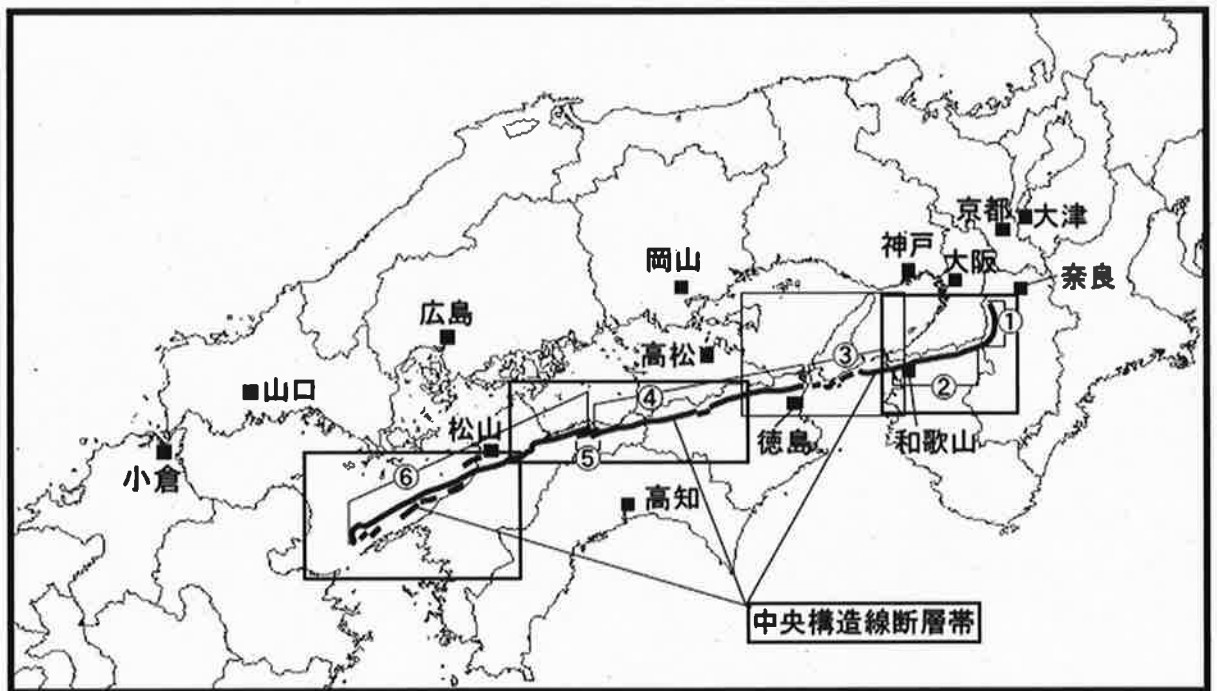 京都
大津
神戸
大阪
奈良
岡山
①
広島
高松
③
②
山口
④
松山
徳島
和歌山
小倉
⑥
⑤
高知
中央構造線断層帯